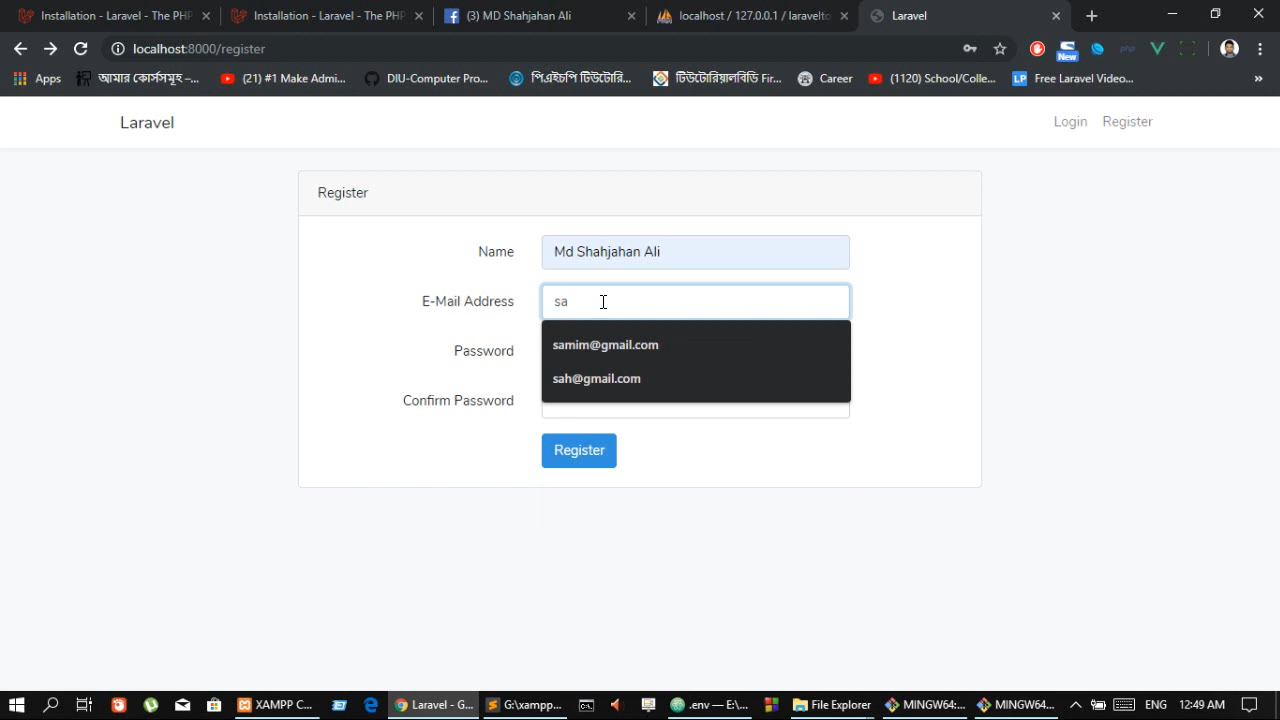 Installation - Laravel - The PHP
Installation - Laravel - The PHP
(3) MD Shahjahan Ali
localhost / 127.0.0.1 / laravelto
Laravel
localhost:8000/register
New
php
Apps
আমার কোর্সসমূহ –...
(21) #1 Make Admi...
DIU-Computer Pro...
পিএইচপি টিউটোরি...
টিউটোরিয়ালবিডি Fir...
Career
(1120) School/Colle...
LP
Free Laravel Video...
»
Laravel
Login
Register
Register
Name
Md Shahjahan Ali
E-Mail Address
sa
samim@gmail.com
sah@gmail.com
Password
Confirm Password
Register
XAMPP C...
Laravel - G...
G:\xampp...
.env — E:\...
File Explorer
MINGW64:...
MINGW64...
ENG
12:49 AM